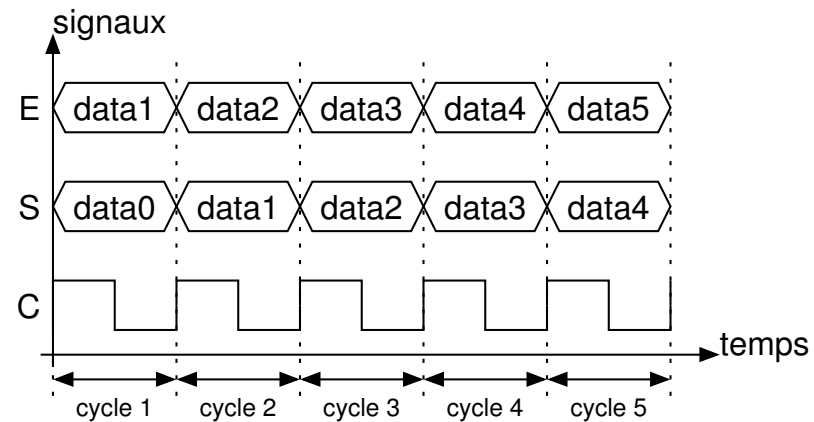 signaux
E data1 data2 data3 data4 data5
S data0 data1 data2 data3 data4
C
temps
cycle 1 cycle 2 cycle 3 cycle 4 cycle 5